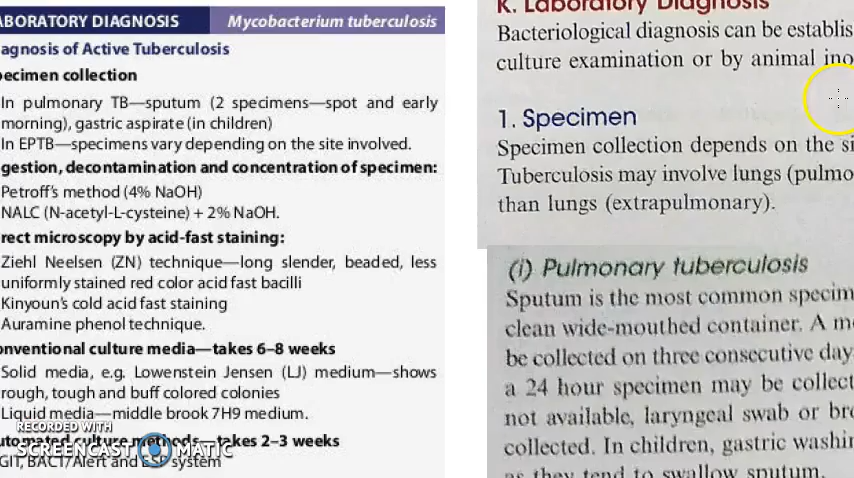 ABORATORY DIAGNOSIS Mycobacterium tuberculosis
agnosis of Active Tuberculosis
pecimen collection
In pulmonary TB—sputum (2 specimens—spot and early
morning), gastric aspirate (in children)
In EPTB—specimens vary depending on the site involved.
gestion, decontamination and concentration of specimen:
Petroff's method (4% NaOH)
NALC (N-acetyl-L-cysteine) + 2% NaOH.
rect microscopy by acid-fast staining:
Ziehl Neelsen (ZN) technique—long slender, beaded, less
uniformly stained red color acid fast bacilli
Kinyoun's cold acid fast staining
Auramine phenol technique.
onventional culture media—takes 6–8 weeks
Solid media, e.g. Lowenstein Jensen (LJ) medium—shows
rough, tough and buff colored colonies
Liquid media—middle brook 7H9 medium.
utomated culture methods—takes 2–3 weeks
GIT, BACT/Alert and ESP system
RECORDED WITH
SCREENCAST MATIC
K. Laboratory Diagnosis
Bacteriological diagnosis can be establis
culture examination or by animal ino
1. Specimen
Specimen collection depends on the si
Tuberculosis may involve lungs (pulmo
than lungs (extrapulmonary).
(i) Pulmonary tuberculosis
Sputum is the most common specim
clean wide-mouthed container. A m
be collected on three consecutive day
a 24 hour specimen may be collect
not available, laryngeal swab or bro
collected. In children, gastric washin
as they tend to swallow sputum.